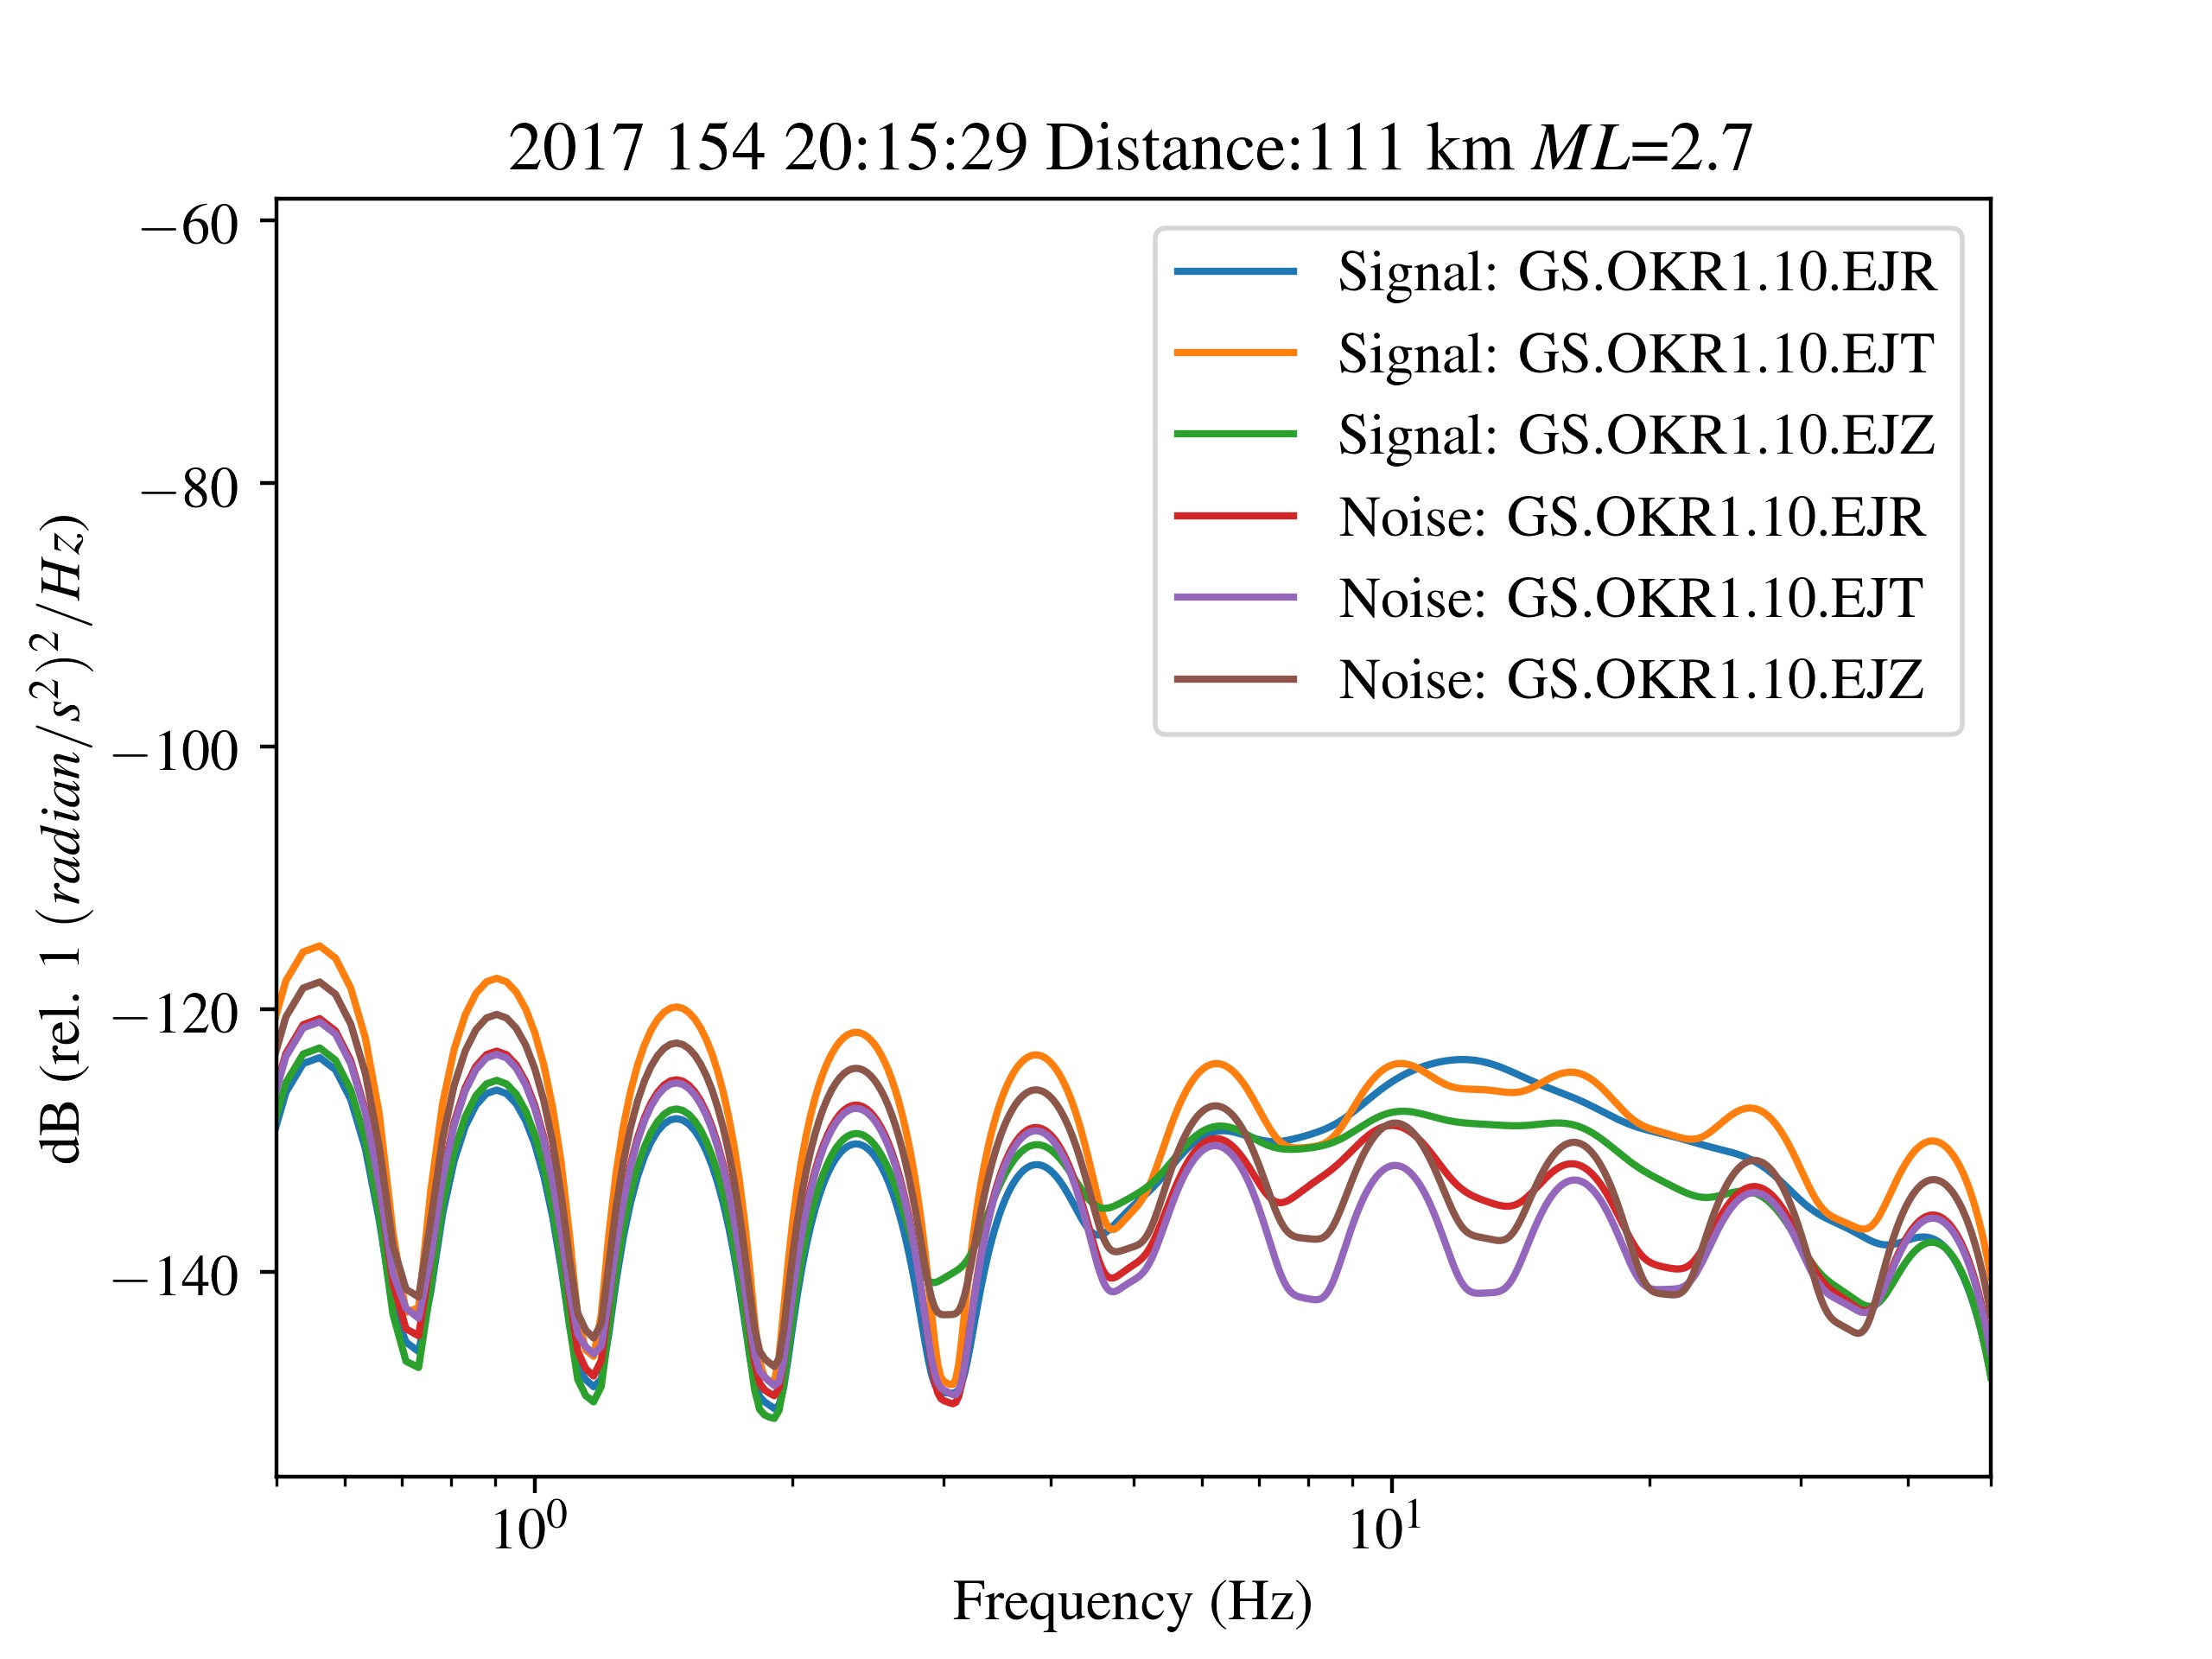 2017 154 20:15:29 Distance:111 km ML=2.7
dB (rel. 1 (radian/s²)²/Hz)
−60
−80
−100
−120
−140
Signal: GS.OKR1.10.EJR
Signal: GS.OKR1.10.EJT
Signal: GS.OKR1.10.EJZ
Noise: GS.OKR1.10.EJR
Noise: GS.OKR1.10.EJT
Noise: GS.OKR1.10.EJZ
10⁰ 10¹
Frequency (Hz)